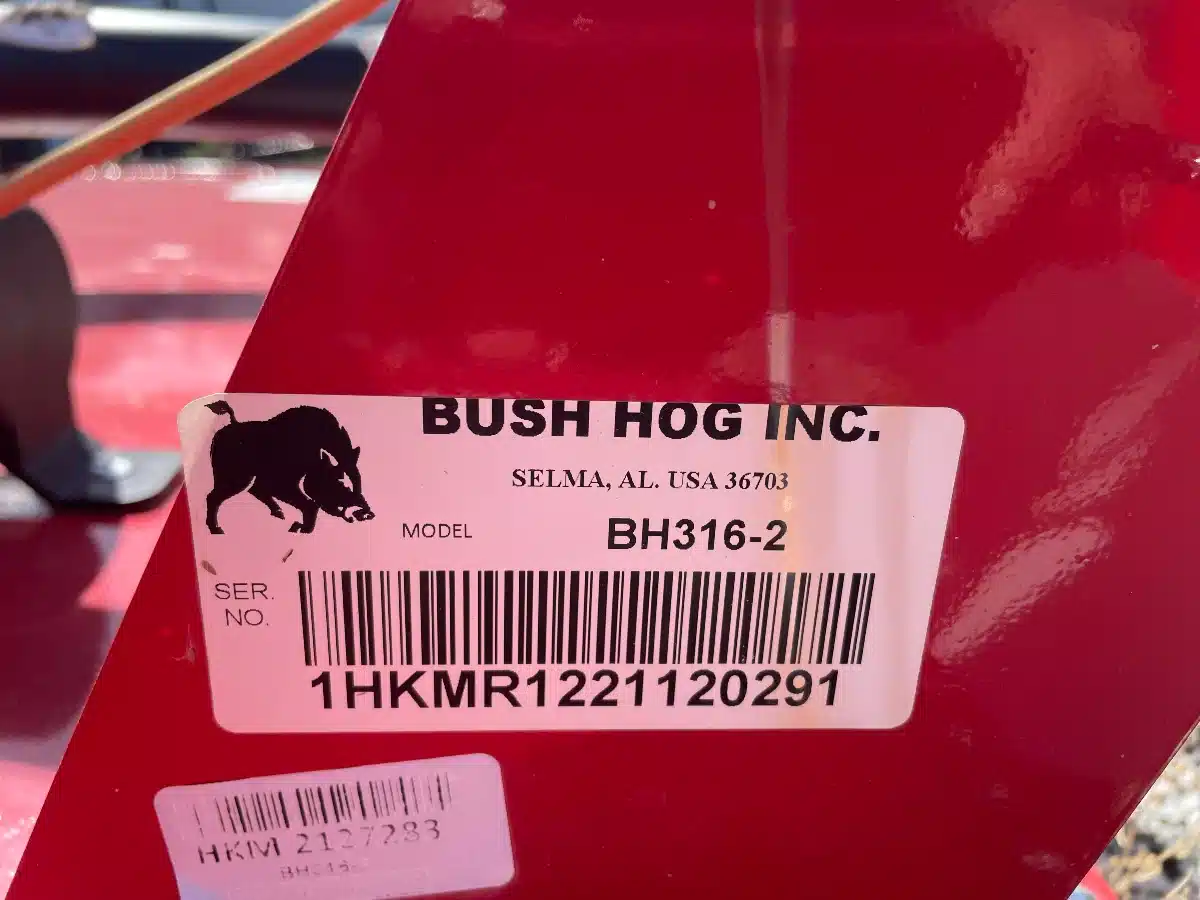 BUSH HOG INC.
SELMA, AL. USA 36703
MODEL BH316-2
SER.
NO.
1HKMR1221120291
HKM 2127283